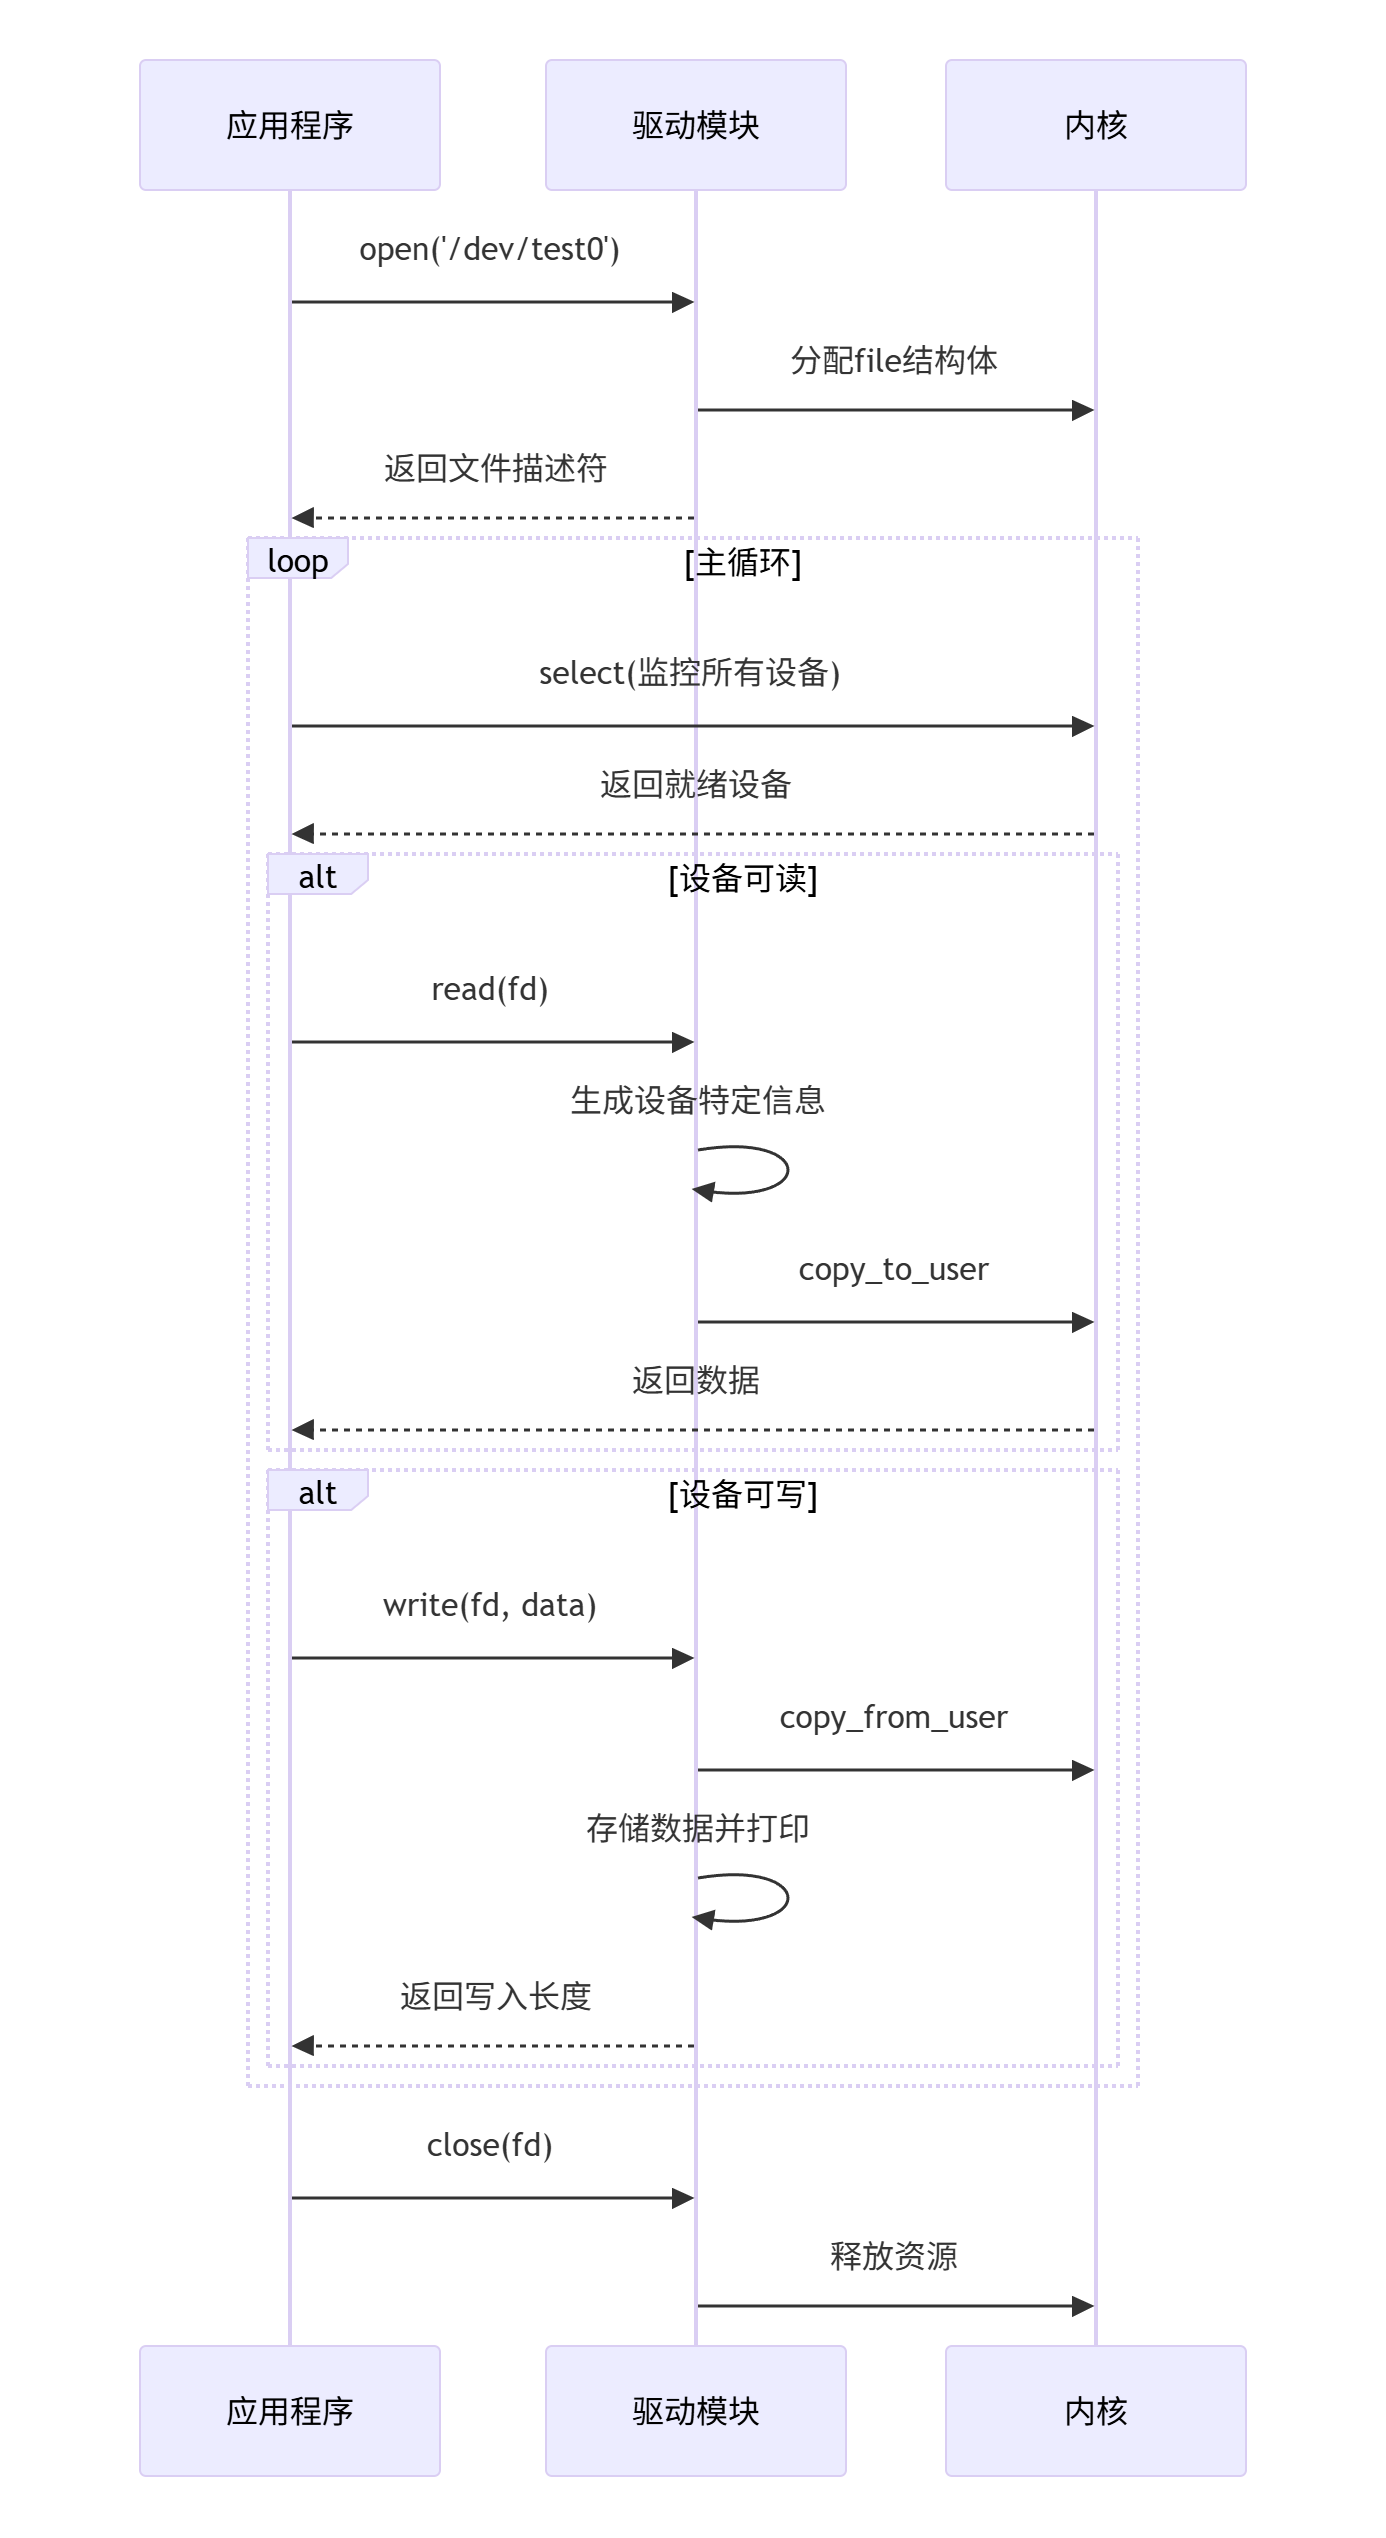 应用程序
驱动模块
内核
open('/dev/test0')
分配file结构体
返回文件描述符
loop
[主循环]
select(监控所有设备)
返回就绪设备
alt
[设备可读]
read(fd)
生成设备特定信息
copy_to_user
返回数据
alt
[设备可写]
write(fd, data)
copy_from_user
存储数据并打印
返回写入长度
close(fd)
释放资源
应用程序
驱动模块
内核